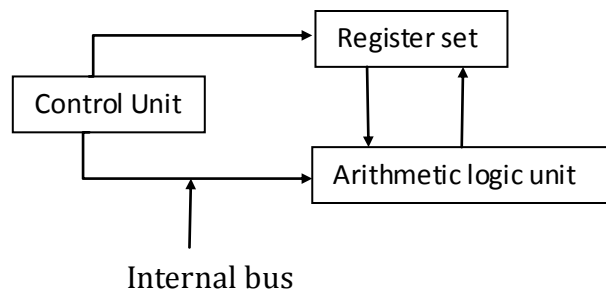 Register set
Control Unit
Arithmetic logic unit
Internal bus